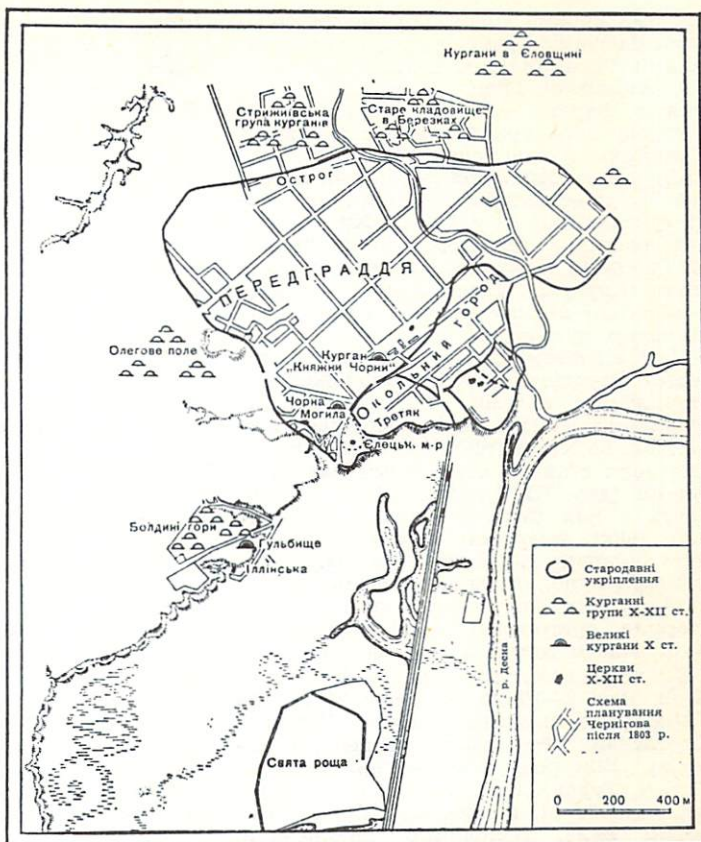 Кургани в Єловщині
Стрижнівська
група курганів
Старе кладовище
в Березках
Острог
ПЕРЕДГРАДДЯ
Олегове поле
Курган
„Княжни Чорни“
ОКОЛЬНИЙ ГОРОД
Чорна
Могила
Третяк
Єлецьк. м-р
Болдині гори
Гульбище
Іллінська
р. Десна
Свята роща
Стародавні
укріплення
Курганні
групи X-XII ст.
Великі
кургани X ст.
Церкви
X-XII ст.
Схема
планування
Чернігова
після 1803 р.
0 200 400 м